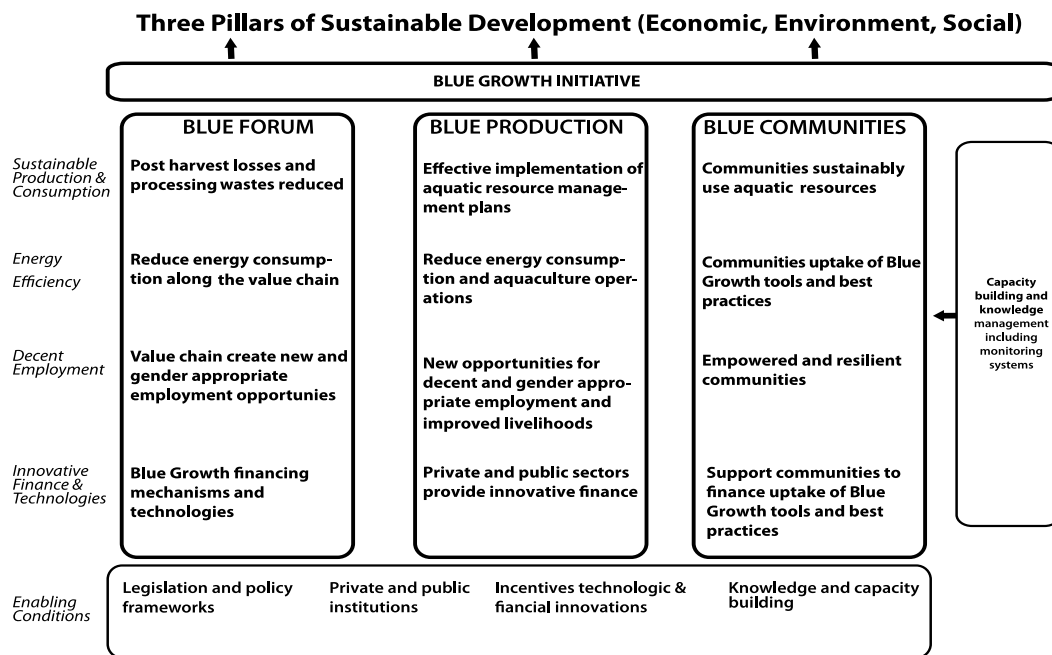 Three Pillars of Sustainable Development (Economic, Environment, Social)
BLUE GROWTH INITIATIVE
BLUE FORUM
BLUE PRODUCTION
BLUE COMMUNITIES
Sustainable
Production &
Consumption
Post harvest losses and
processing wastes reduced
Effective implementation of
aquatic resource manage-
ment plans
Communities sustainably
use aquatic resources
Energy
Efficiency
Reduce energy consump-
tion along the value chain
Reduce energy consump-
tion and aquaculture oper-
ations
Communities uptake of Blue
Growth tools and best
practices
Capacity
building and
knowledge
management
including
monitoring
systems
Decent
Employment
Value chain create new and
gender appropriate
employment opportunies
New opportunities for
decent and gender appro-
priate employment and
improved livelihoods
Empowered and resilient
communities
Innovative
Finance &
Technologies
Blue Growth financing
mechanisms and
technologies
Private and public sectors
provide innovative finance
Support communities to
finance uptake of Blue
Growth tools and best
practices
Enabling
Conditions
Legislation and policy
frameworks
Private and public
institutions
Incentives technologic &
fiancial innovations
Knowledge and capacity
building